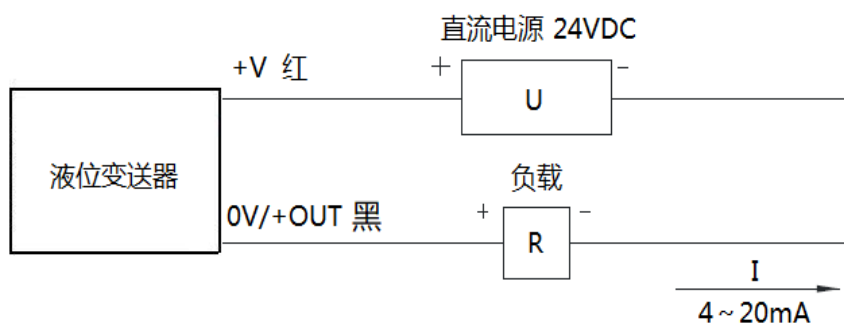 直流电源 24VDC
+V 红
+
U
-
液位变送器
负载
0V/+OUT 黑
+
R
-
I
4~20mA